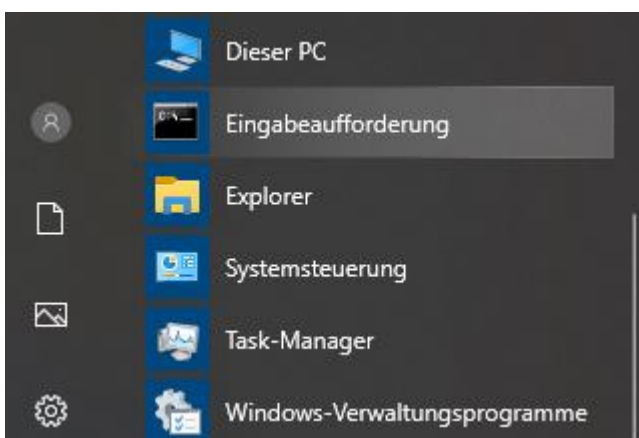 Dieser PC
Eingabeaufforderung
Explorer
Systemsteuerung
Task-Manager
Windows-Verwaltungsprogramme